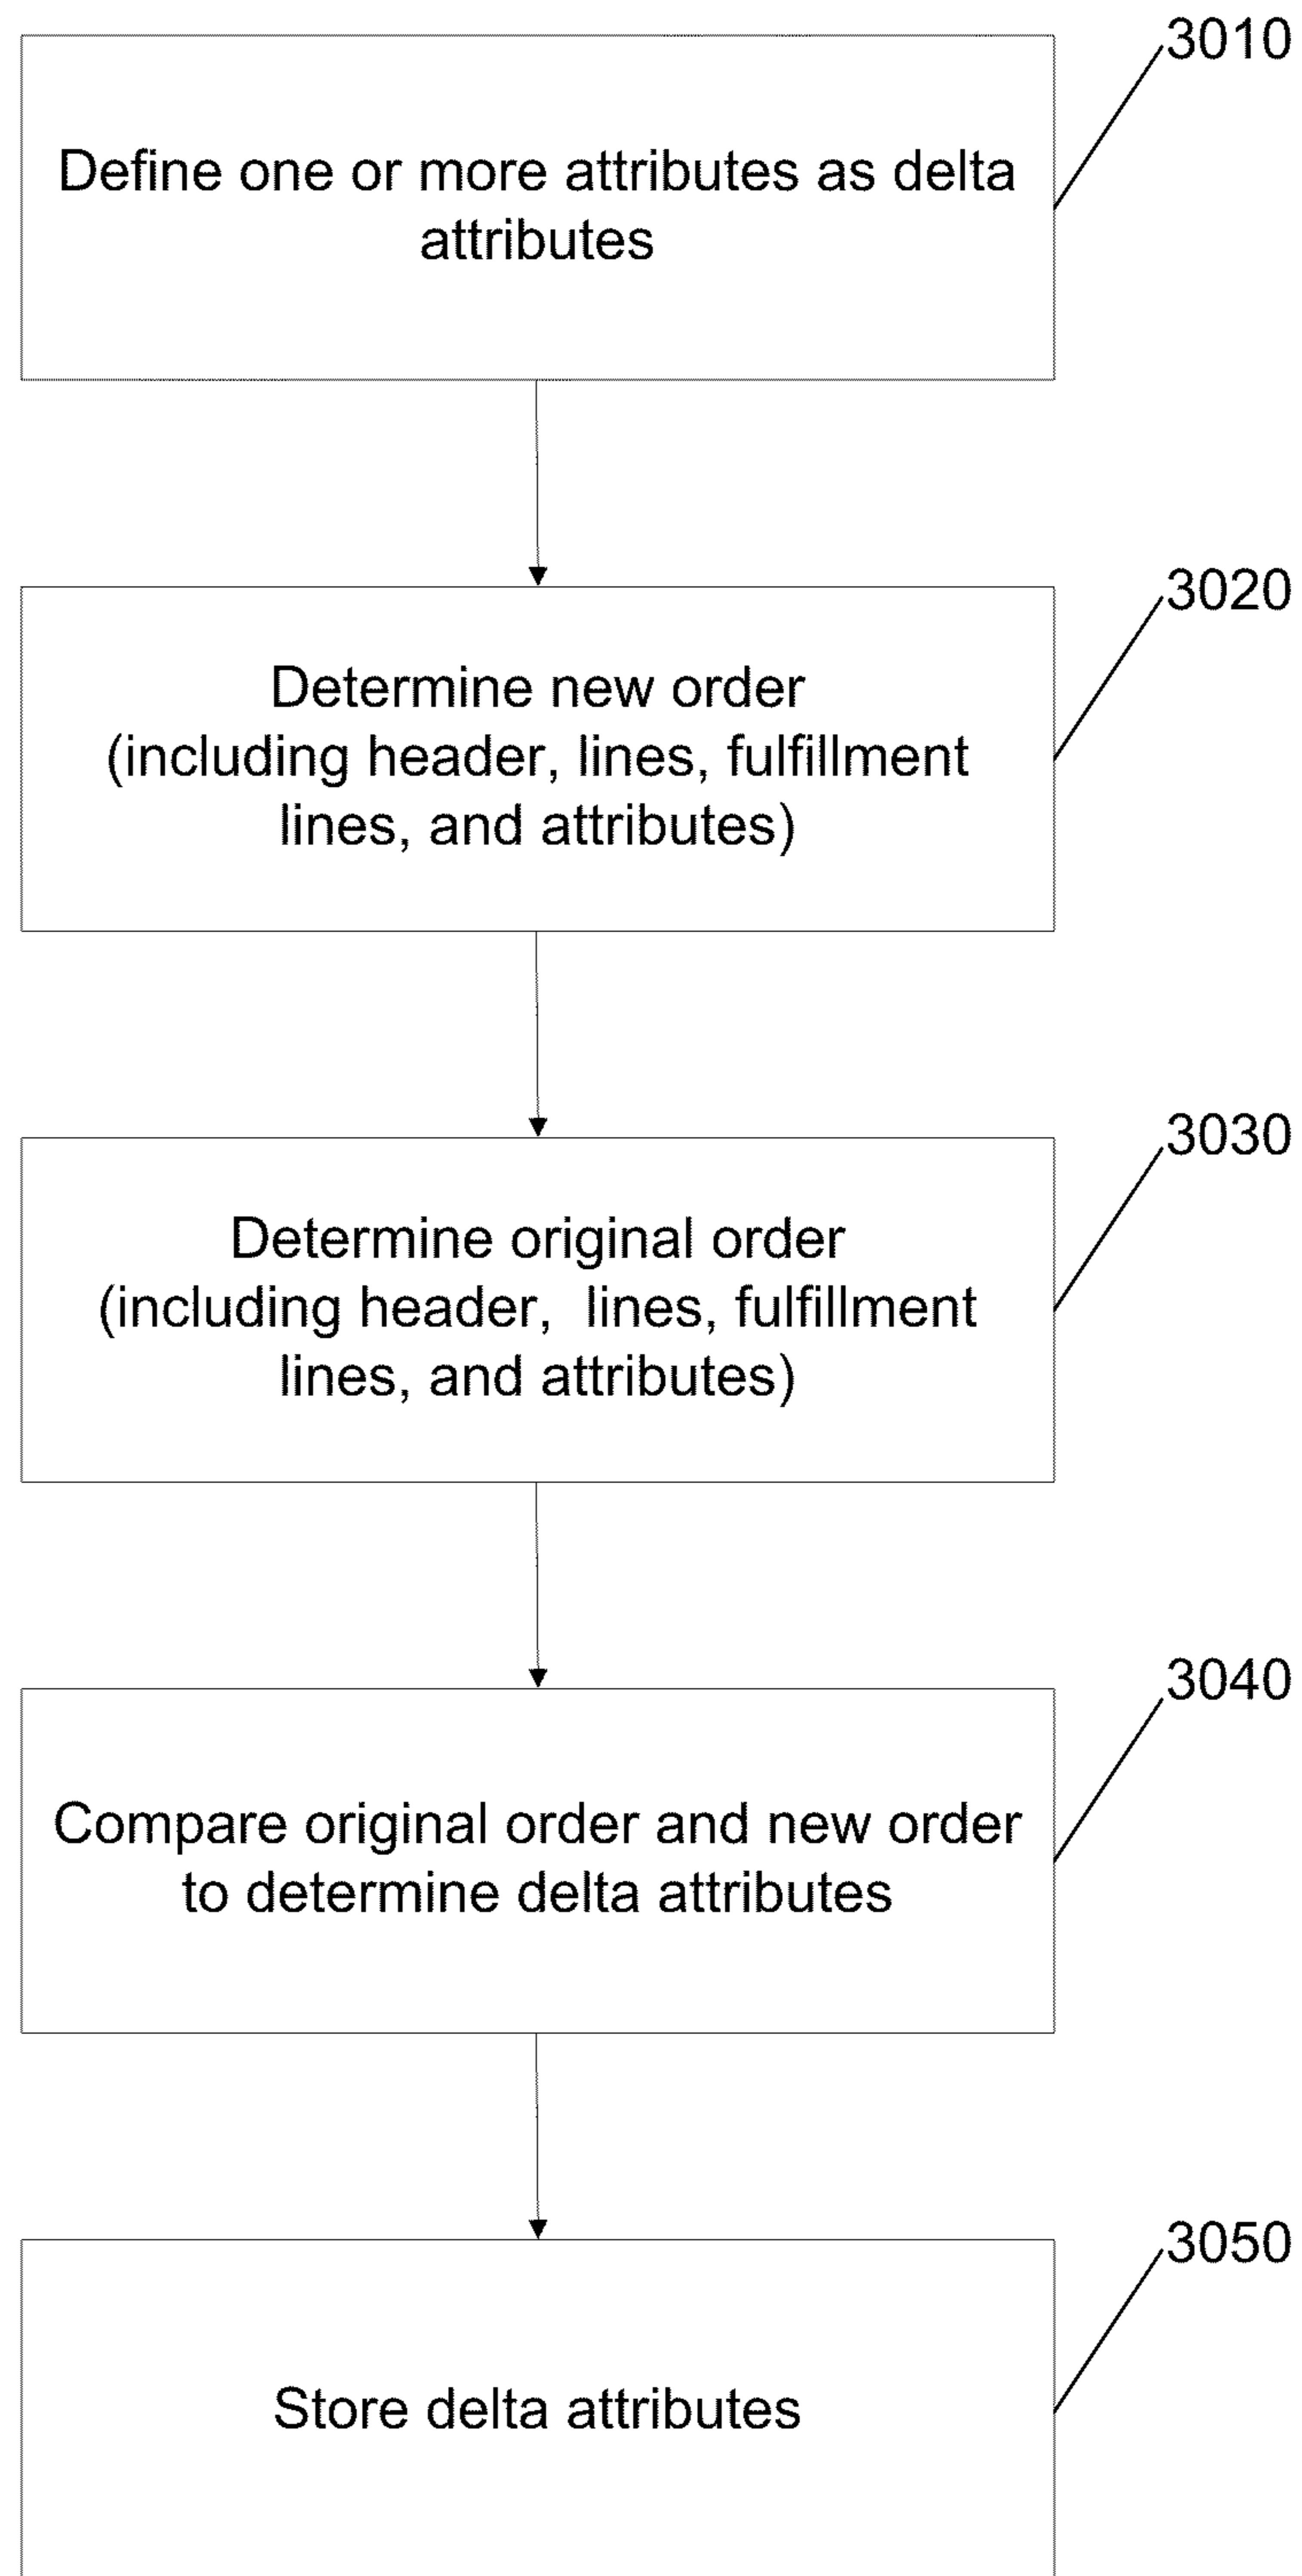 3010
Define one or more attributes as delta
attributes
3020
Determine new order
(including header, lines, fulfillment
lines, and attributes)
3030
Determine original order
(including header,  lines, fulfillment
lines, and attributes)
3040
Compare original order and new order
to determine delta attributes
3050
Store delta attributes